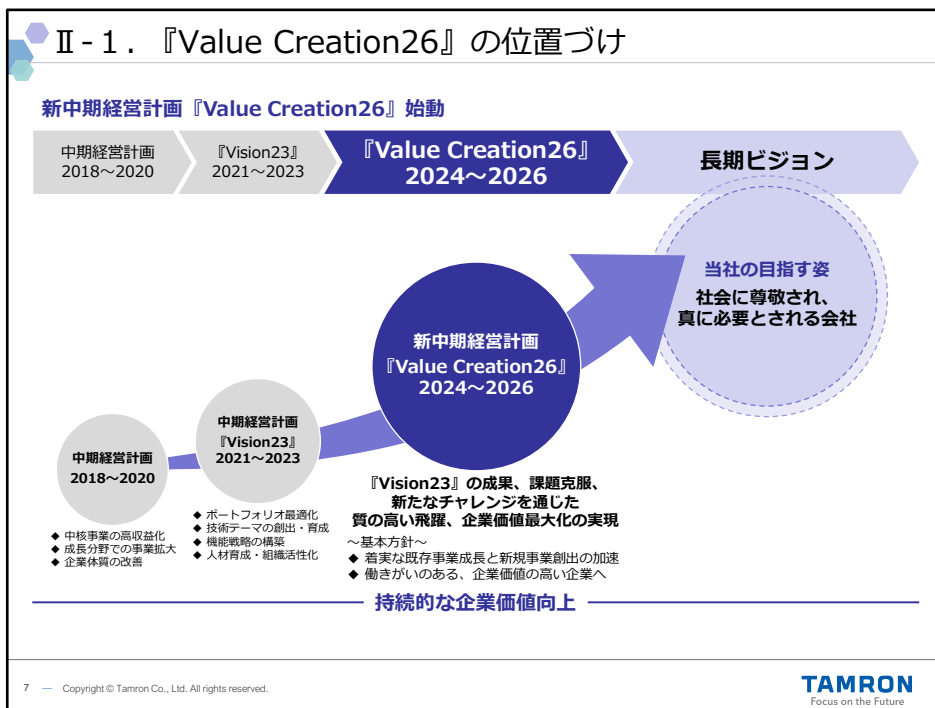 Ⅱ-1．『Value Creation26』の位置づけ
新中期経営計画『Value Creation26』始動
中期経営計画
2018～2020
『Vision23』
2021～2023
『Value Creation26』
2024～2026
長期ビジョン
当社の目指す姿
社会に尊敬され、
真に必要とされる会社
新中期経営計画
『Value Creation26』
2024～2026
中期経営計画
『Vision23』
2021～2023
中期経営計画
2018～2020
◆ 中核事業の高収益化
◆ 成長分野での事業拡大
◆ 企業体質の改善
◆ ポートフォリオ最適化
◆ 技術テーマの創出・育成
◆ 機能戦略の構築
◆ 人材育成・組織活性化
『Vision23』の成果、課題克服、
新たなチャレンジを通じた
質の高い飛躍、企業価値最大化の実現
～基本方針～
◆ 着実な既存事業成長と新規事業創出の加速
◆ 働きがいのある、企業価値の高い企業へ
持続的な企業価値向上
7 — Copyright © Tamron Co., Ltd. All rights reserved.
TAMRON
Focus on the Future